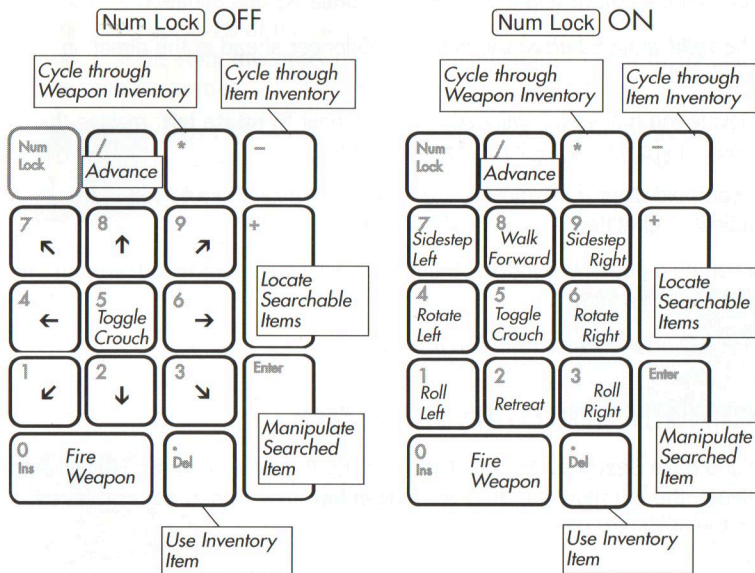 Num Lock OFF
Cycle through
Weapon Inventory
Cycle through
Item Inventory
Num
Lock
/
Advance
*
-
7
↖
8
↑
9
↗
+
Locate
Searchable
Items
4
←
5
Toggle
Crouch
6
→
1
↙
2
↓
3
↘
Enter
Manipulate
Searched
Item
0
Ins
Fire
Weapon
.
Del
Use Inventory
Item
Num Lock ON
Cycle through
Weapon Inventory
Cycle through
Item Inventory
Num
Lock
/
Advance
*
-
7
Sidestep
Left
8
Walk
Forward
9
Sidestep
Right
+
Locate
Searchable
Items
4
Rotate
Left
5
Toggle
Crouch
6
Rotate
Right
1
Roll
Left
2
Retreat
3
Roll
Right
Enter
Manipulate
Searched
Item
0
Ins
Fire
Weapon
.
Del
Use Inventory
Item